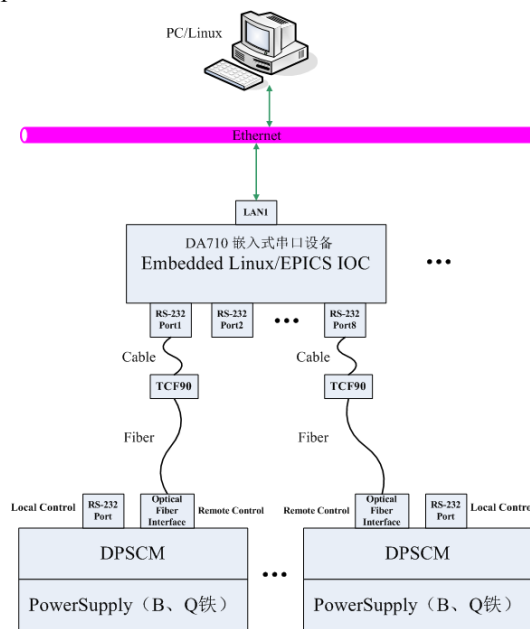 PC/Linux
Ethernet
LAN1
DA710 嵌入式串口设备
Embedded Linux/EPICS IOC
•••
RS-232
Port1
RS-232
Port2
•••
RS-232
Port8
Cable
Cable
TCF90
TCF90
Fiber
Fiber
Local Control
RS-232
Port
Optical
Fiber
Interface
Remote Control
Remote Control
Optical
Fiber
Interface
RS-232
Port
Local Control
DPSCM
•••
DPSCM
PowerSupply（B、Q铁）
PowerSupply（B、Q铁）